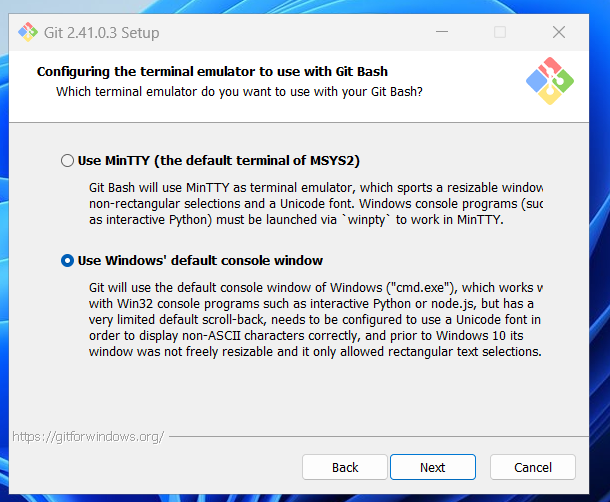 Git 2.41.0.3 Setup
Configuring the terminal emulator to use with Git Bash
Which terminal emulator do you want to use with your Git Bash?
Use MinTTY (the default terminal of MSYS2)
Git Bash will use MinTTY as terminal emulator, which sports a resizable window
non-rectangular selections and a Unicode font. Windows console programs (suc
as interactive Python) must be launched via `winpty` to work in MinTTY.
Use Windows' default console window
Git will use the default console window of Windows ("cmd.exe"), which works w
with Win32 console programs such as interactive Python or node.js, but has a
very limited default scroll-back, needs to be configured to use a Unicode font in
order to display non-ASCII characters correctly, and prior to Windows 10 its
window was not freely resizable and it only allowed rectangular text selections.
https://gitforwindows.org/
Back Next Cancel